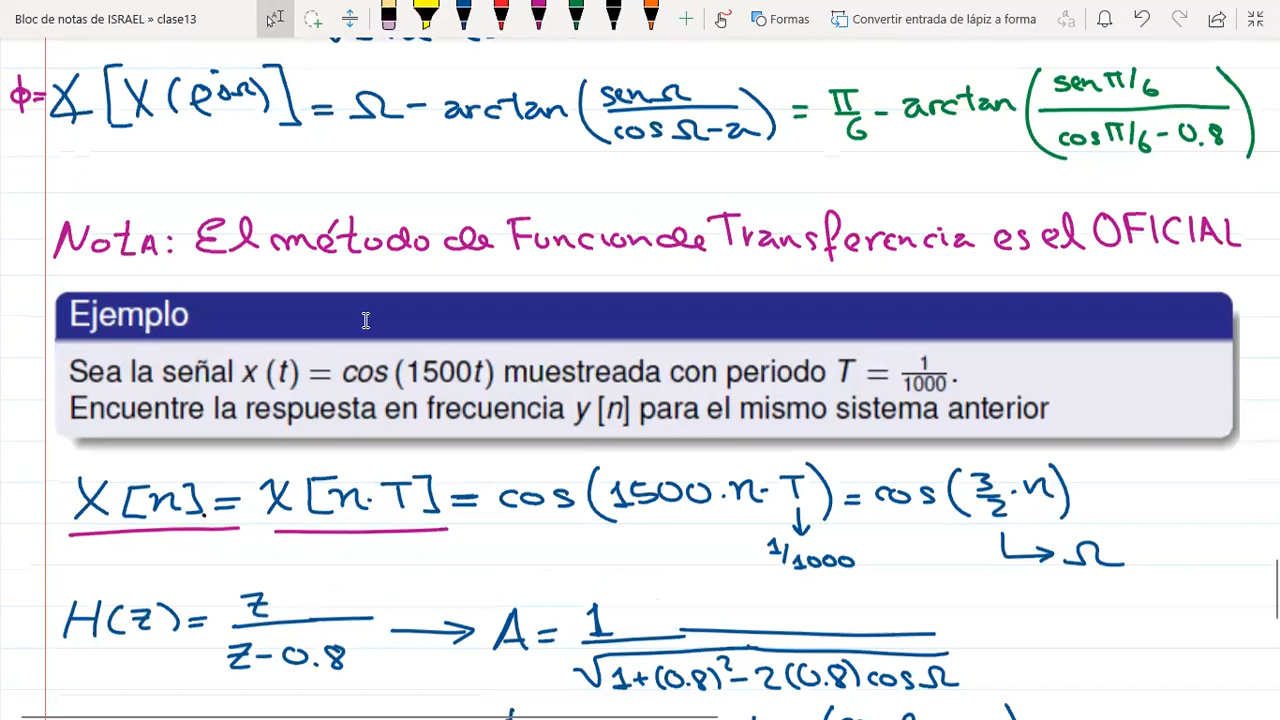 Bloc de notas de ISRAEL » clase13 Formas Convertir entrada de lápiz a forma
ϕ= ∡[X(e^jΩ)] = Ω - arctan(senΩ / cosΩ-a) = π/6 - arctan(senπ/6 / cosπ/6 - 0.8)
NOTA: El método de Funcion de Transferencia es el OFICIAL
Ejemplo
Sea la señal x (t) = cos (1500t) muestreada con periodo T = 1/1000.
Encuentre la respuesta en frecuencia y [n] para el mismo sistema anterior
X[n] = X[n·T] = cos(1500·n·T) = cos(3/2·n)
↓ 1/1000 ↳ Ω
H(z) = z / z-0.8 → A = 1 / √1+(0.8)²-2(0.8)cosΩ